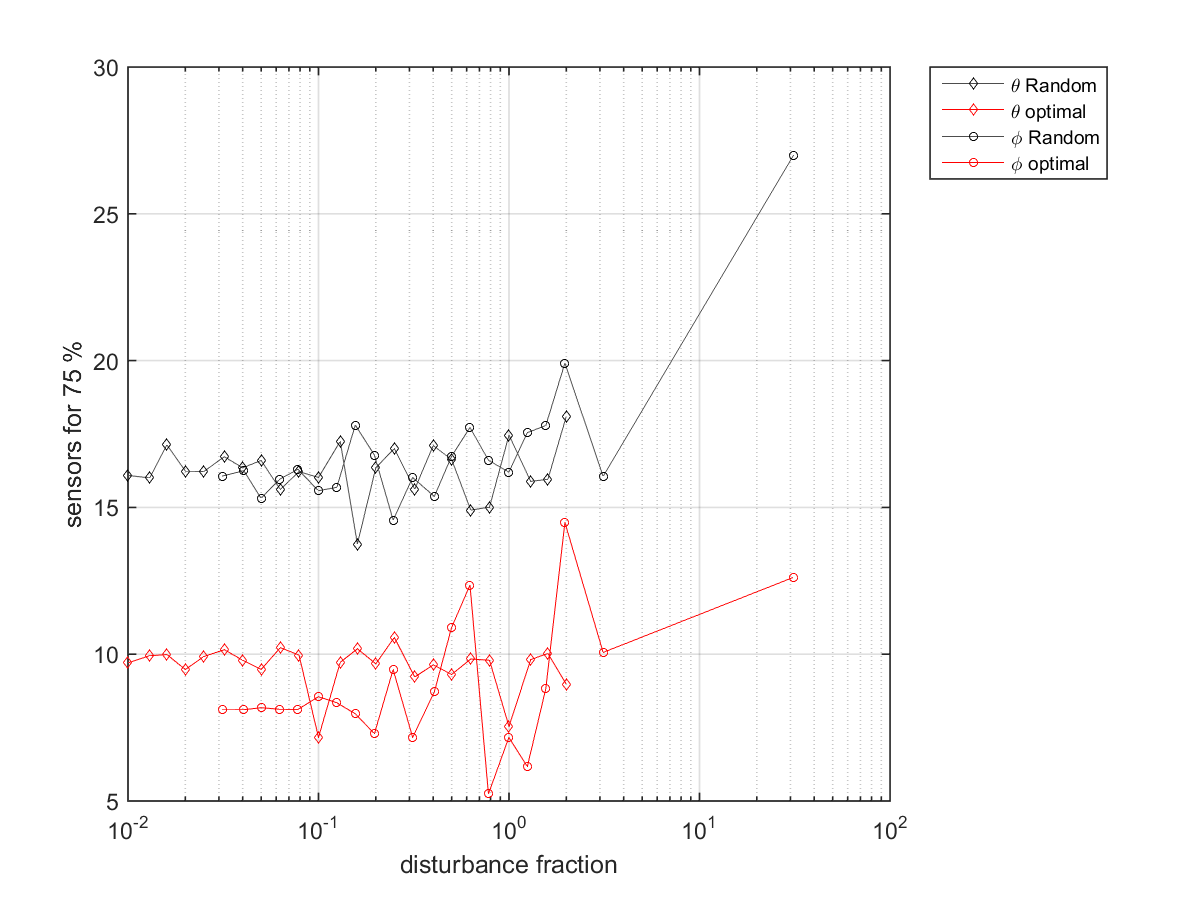 30
25
20
15
10
5
sensors for 75 %
10^-2
10^-1
10^0
10^1
10^2
disturbance fraction
θ Random
θ optimal
ϕ Random
ϕ optimal